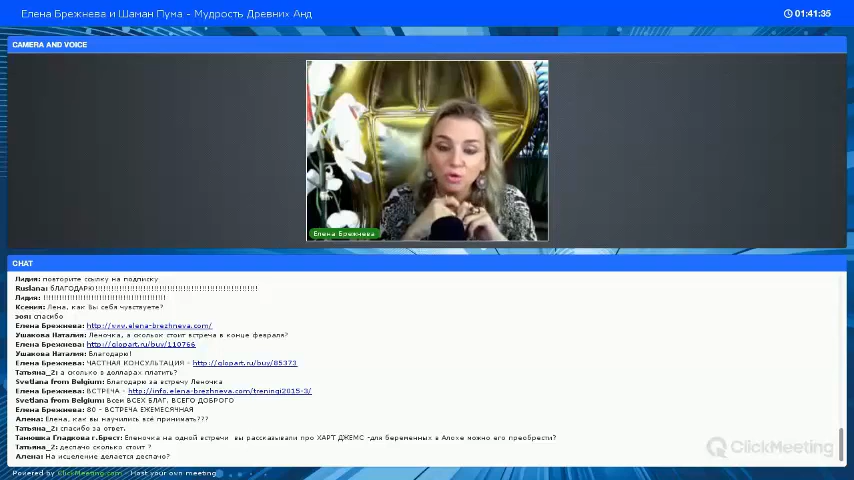 Елена Брежнева и Шаман Пума - Мудрость Древних Анд
01:41:35
CAMERA AND VOICE
Елена Брежнева
CHAT
Лидия: повторите ссылку на подписку
Ruslana: БЛАГОДАРЮ!!!!!!!!!!!!!!!!!!!!!!!!!!!!!!!!!!!!!!!!!!!!!!!!!!!!!!!!
Лидия: !!!!!!!!!!!!!!!!!!!!!!!!!!!!!!!!!!!!!!!!!!!
Ксения: Лена, как Вы себя чувствуете?
зоя: спасибо
Елена Брежнева: http://www.elena-brezhneva.com/
Ушакова Наталия: Леночка, а сколько стоит встреча в конце февраля?
Елена Брежнева: http://glopart.ru/buy/110766
Ушакова Наталия: Благодарю!
Елена Брежнева: ЧАСТНАЯ КОНСУЛЬТАЦИЯ - http://glopart.ru/buy/85373
Татьяна_2: а сколько в долларах платить?
Svetlana from Belgium: Благодарю за встречу Леночка
Елена Брежнева: ВСТРЕЧА - http://info.elena-brezhneva.com/treningi2015-3/
Svetlana from Belgium: Всем ВСЕХ БЛАГ. ВСЕГО ДОБРОГО
Елена Брежнева: 80 - ВСТРЕЧА ЕЖЕМЕСЯЧНАЯ
Алена: Елена, как вы научились всё принимать???
Татьяна_2: спасибо за ответ.
Танюшка Гладкова г.Брест: Еленочка на одной встречи вы рассказывали про ХАРТ ДЖЕМС -для беременных в Алохе можно его преобрести?
Татьяна_2: деспачо сколько стоит ?
Алена: На исцеление делается деспачо?
ClickMeeting
Powered by ClickMeeting.com - Host your own meeting